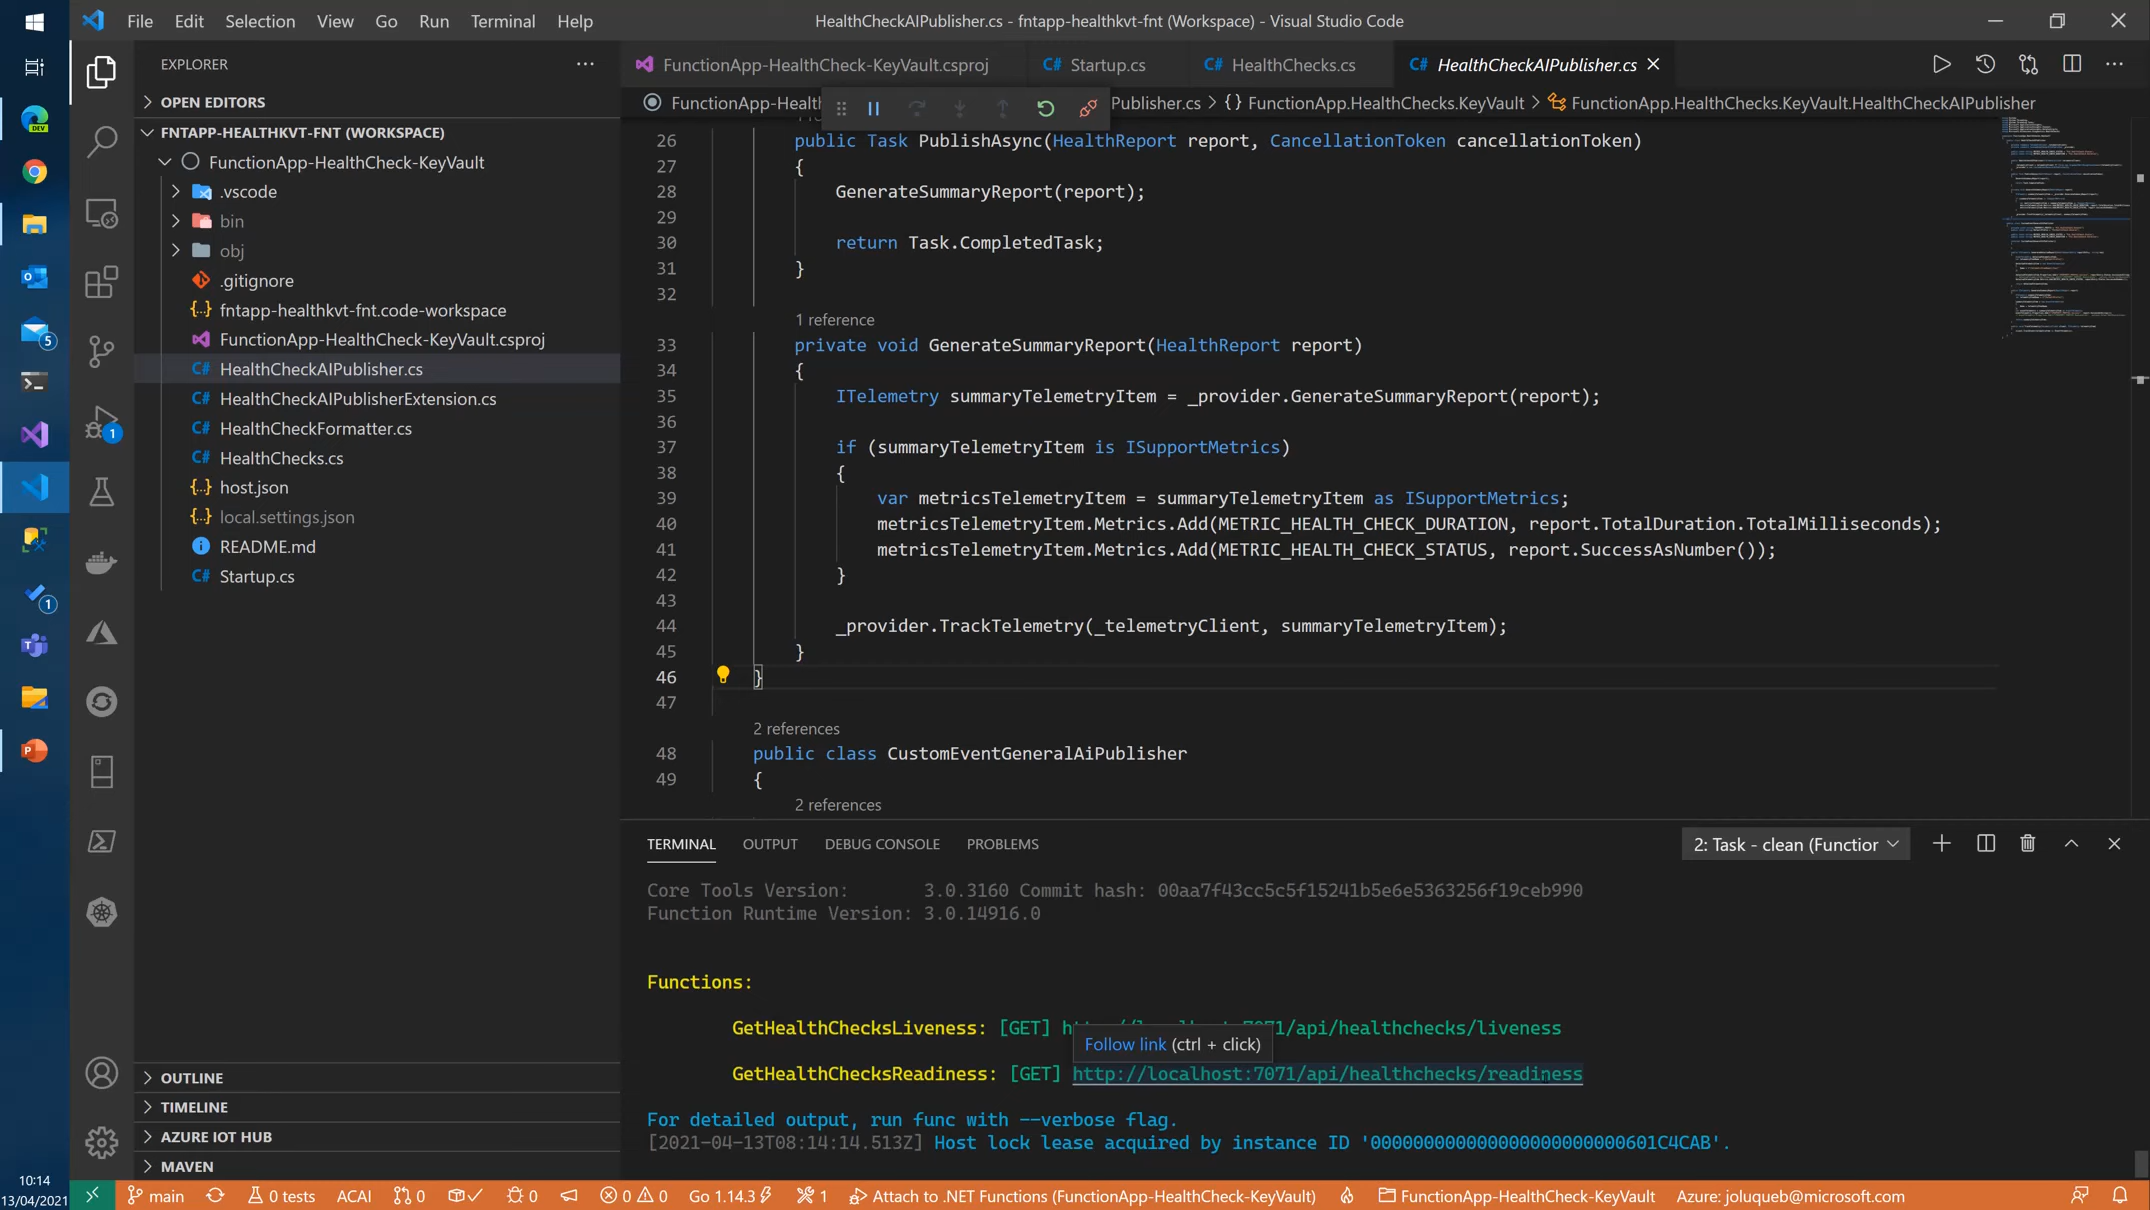 File Edit Selection View Go Run Terminal Help
HealthCheckAIPublisher.cs - fntapp-healthkvt-fnt (Workspace) - Visual Studio Code
EXPLORER
OPEN EDITORS
FNTAPP-HEALTHKVT-FNT (WORKSPACE)
FunctionApp-HealthCheck-KeyVault
.vscode
bin
obj
.gitignore
fntapp-healthkvt-fnt.code-workspace
FunctionApp-HealthCheck-KeyVault.csproj
HealthCheckAIPublisher.cs
HealthCheckAIPublisherExtension.cs
HealthCheckFormatter.cs
HealthChecks.cs
host.json
local.settings.json
README.md
Startup.cs
OUTLINE
TIMELINE
AZURE IOT HUB
MAVEN
5
1
1
FunctionApp-HealthCheck-KeyVault.csproj Startup.cs HealthChecks.cs HealthCheckAIPublisher.cs
FunctionApp-Healt Publisher.cs > {} FunctionApp.HealthChecks.KeyVault > FunctionApp.HealthChecks.KeyVault.HealthCheckAIPublisher
26 public Task PublishAsync(HealthReport report, CancellationToken cancellationToken)
27 {
28 GenerateSummaryReport(report);
29
30 return Task.CompletedTask;
31 }
32
1 reference
33 private void GenerateSummaryReport(HealthReport report)
34 {
35 ITelemetry summaryTelemetryItem = _provider.GenerateSummaryReport(report);
36
37 if (summaryTelemetryItem is ISupportMetrics)
38 {
39 var metricsTelemetryItem = summaryTelemetryItem as ISupportMetrics;
40 metricsTelemetryItem.Metrics.Add(METRIC_HEALTH_CHECK_DURATION, report.TotalDuration.TotalMilliseconds);
41 metricsTelemetryItem.Metrics.Add(METRIC_HEALTH_CHECK_STATUS, report.SuccessAsNumber());
42 }
43
44 _provider.TrackTelemetry(_telemetryClient, summaryTelemetryItem);
45 }
46 }
47
2 references
48 public class CustomEventGeneralAiPublisher
49 {
2 references
TERMINAL OUTPUT DEBUG CONSOLE PROBLEMS
2: Task - clean (Functior
Core Tools Version: 3.0.3160 Commit hash: 00aa7f43cc5c5f15241b5e6e5363256f19ceb990
Function Runtime Version: 3.0.14916.0
Functions:
GetHealthChecksLiveness: [GET] http://localhost:7071/api/healthchecks/liveness
Follow link (ctrl + click)
GetHealthChecksReadiness: [GET] http://localhost:7071/api/healthchecks/readiness
For detailed output, run func with --verbose flag.
[2021-04-13T08:14:14.513Z] Host lock lease acquired by instance ID '000000000000000000000000601C4CAB'.
10:14
13/04/2021
main 0 tests ACAI 0 0 0 0 Go 1.14.3 1 Attach to .NET Functions (FunctionApp-HealthCheck-KeyVault) FunctionApp-HealthCheck-KeyVault Azure: joluqueb@microsoft.com